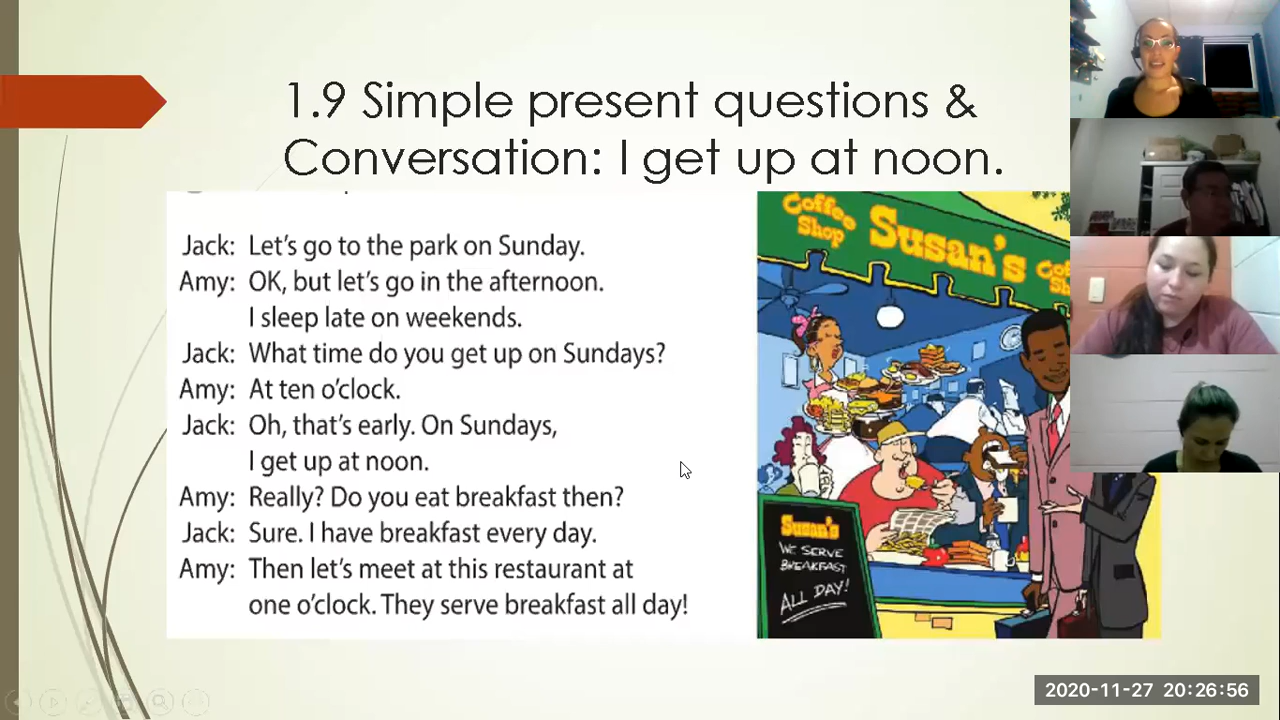 1.9 Simple present questions &
Conversation: I get up at noon.
Jack: Let's go to the park on Sunday.
Amy: OK, but let's go in the afternoon.
I sleep late on weekends.
Jack: What time do you get up on Sundays?
Amy: At ten o'clock.
Jack: Oh, that's early. On Sundays,
I get up at noon.
Amy: Really? Do you eat breakfast then?
Jack: Sure. I have breakfast every day.
Amy: Then let's meet at this restaurant at
one o'clock. They serve breakfast all day!
Coffee
Shop
Susan's
Susan's
WE SERVE
BREAKFAST
ALL DAY!
2020-11-27 20:26:56